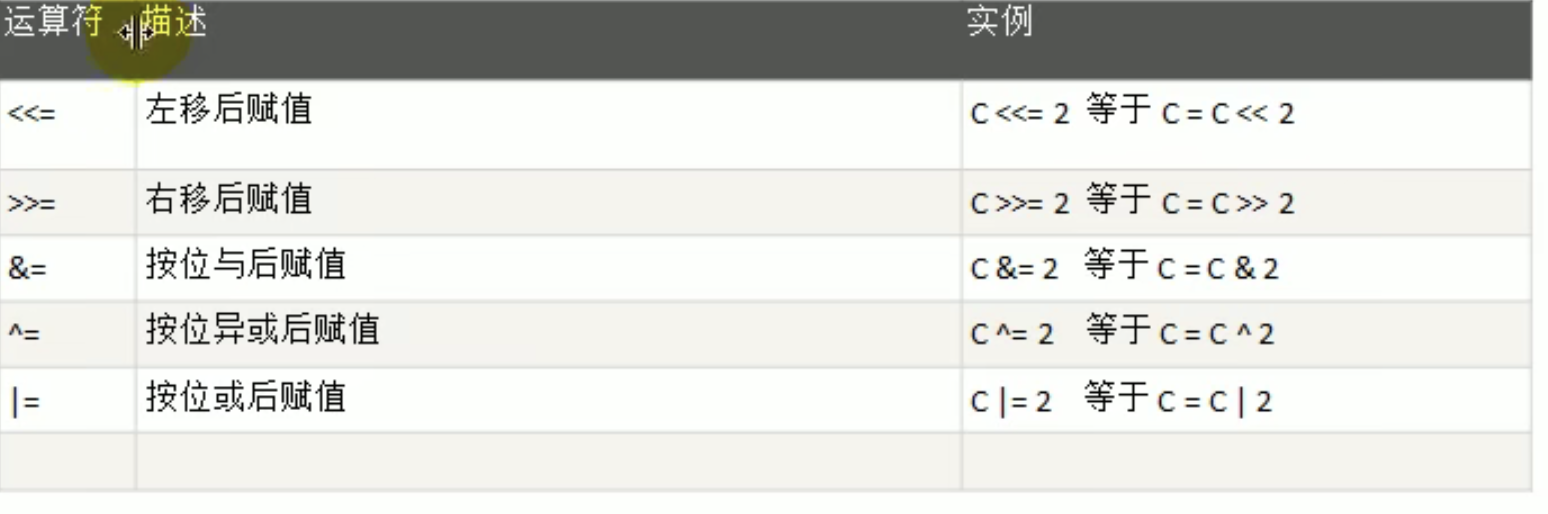 运算符 描述 实例
<<= 左移后赋值 C <<= 2 等于 C = C << 2
>>= 右移后赋值 C >>= 2 等于 C = C >> 2
&= 按位与后赋值 C &= 2 等于 C = C & 2
^= 按位异或后赋值 C ^= 2 等于 C = C ^ 2
|= 按位或后赋值 C |= 2 等于 C = C | 2